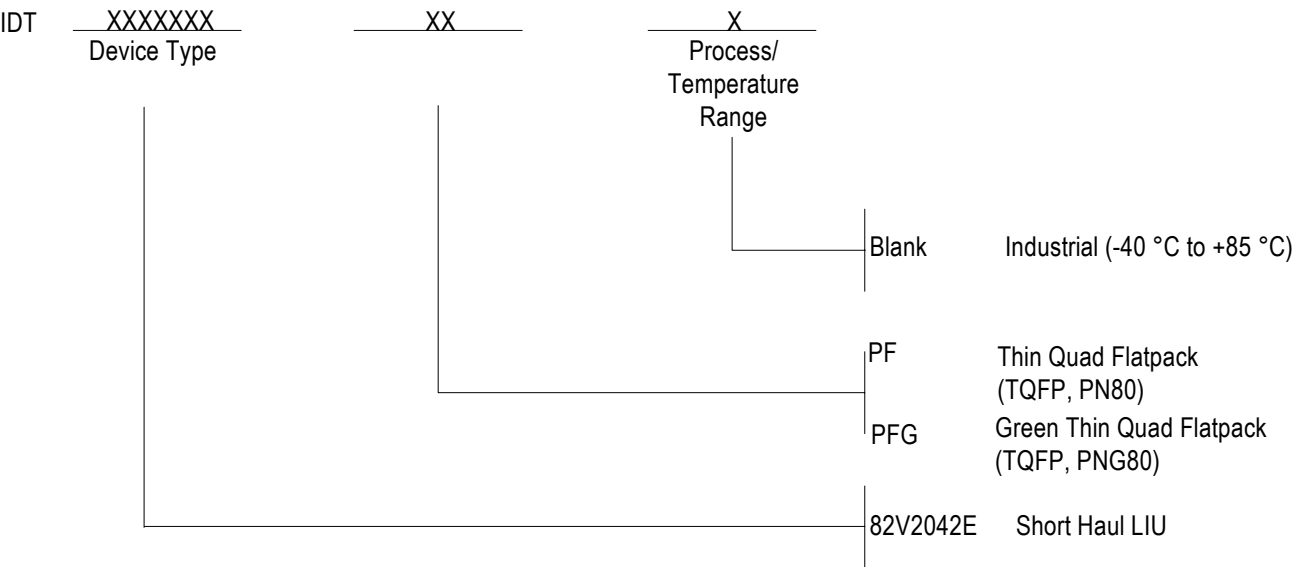 IDT XXXXXXX XX X
Device Type
Process/
Temperature
Range
Blank Industrial (-40 °C to +85 °C)
PF Thin Quad Flatpack
(TQFP, PN80)
PFG Green Thin Quad Flatpack
(TQFP, PNG80)
82V2042E Short Haul LIU